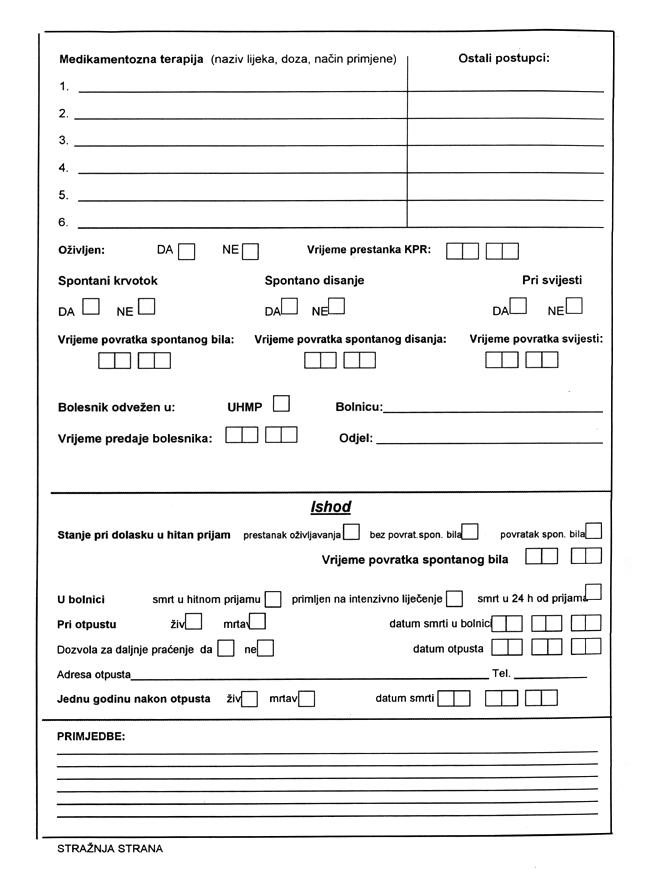 Medikamentozna terapija (naziv lijeka, doza, način primjene) Ostali postupci:
1.
2.
3.
4.
5.
6.
Oživljen: DA NE Vrijeme prestanka KPR:
Spontani krvotok Spontano disanje Pri svijesti
DA NE DA NE DA NE
Vrijeme povratka spontanog bila: Vrijeme povratka spontanog disanja: Vrijeme povratka svijesti:
Bolesnik odvežen u: UHMP Bolnicu:
Vrijeme predaje bolesnika: Odjel:
Ishod
Stanje pri dolasku u hitan prijam prestanak oživljavanja bez povrat.spon. bila povratak spon. bila
Vrijeme povratka spontanog bila
U bolnici smrt u hitnom prijamu primljen na intenzivno liječenje smrt u 24 h od prijama
Pri otpustu živ mrtav datum smrti u bolnici
Dozvola za daljnje praćenje da ne datum otpusta
Adresa otpusta Tel.
Jednu godinu nakon otpusta živ mrtav datum smrti
PRIMJEDBE:
STRAŽNJA STRANA